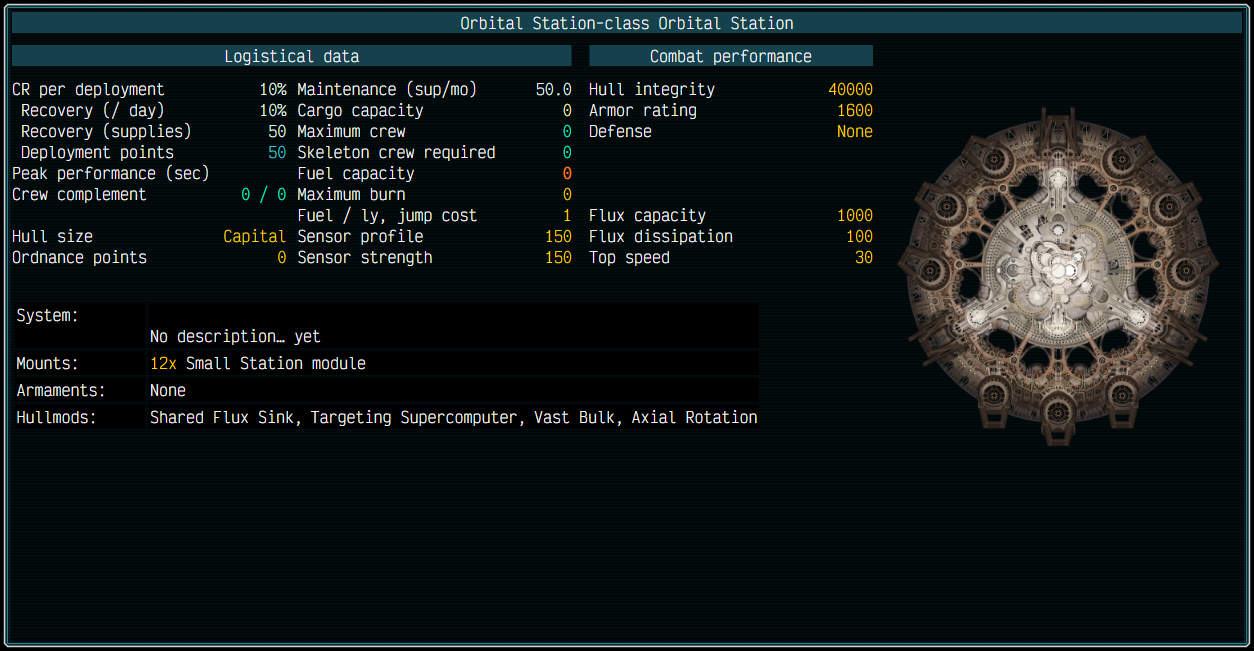 Orbital Station-class Orbital Station
Logistical data
CR per deployment 10% Maintenance (sup/mo) 50.0
Recovery (/ day) 10% Cargo capacity 0
Recovery (supplies) 50 Maximum crew 0
Deployment points 50 Skeleton crew required 0
Peak performance (sec) Fuel capacity 0
Crew complement 0 / 0 Maximum burn 0
Fuel / ly, jump cost 1
Hull size Capital Sensor profile 150
Ordnance points 0 Sensor strength 150
Combat performance
Hull integrity 40000
Armor rating 1600
Defense None
Flux capacity 1000
Flux dissipation 100
Top speed 30
System:
No description… yet
Mounts: 12x Small Station module
Armaments: None
Hullmods: Shared Flux Sink, Targeting Supercomputer, Vast Bulk, Axial Rotation